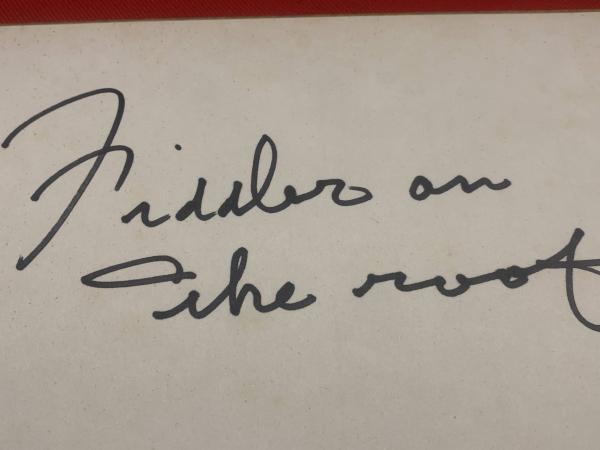 Fiddler on
the roof